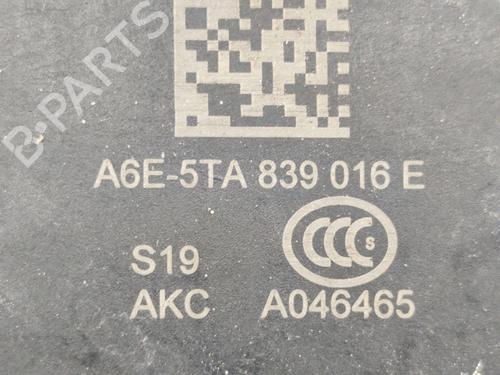 B-PARTS
A6E-5TA 839 016 E
CCC S
S19
AKC A046465